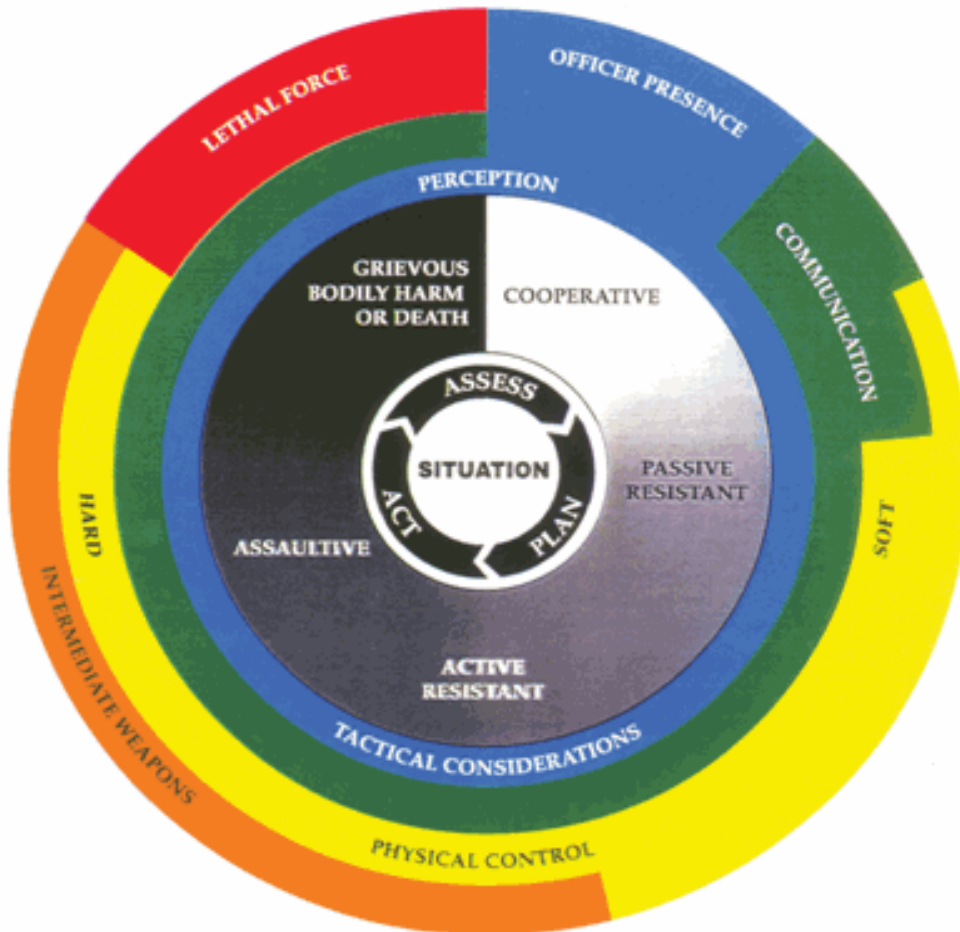 LETHAL FORCE
OFFICER PRESENCE
PERCEPTION
COMMUNICATION
GRIEVOUS
BODILY HARM
OR DEATH
COOPERATIVE
ASSESS
SITUATION
ACT
PLAN
PASSIVE
RESISTANT
HARD
SOFT
ASSAULTIVE
INTERMEDIATE WEAPONS
ACTIVE
RESISTANT
TACTICAL CONSIDERATIONS
PHYSICAL CONTROL